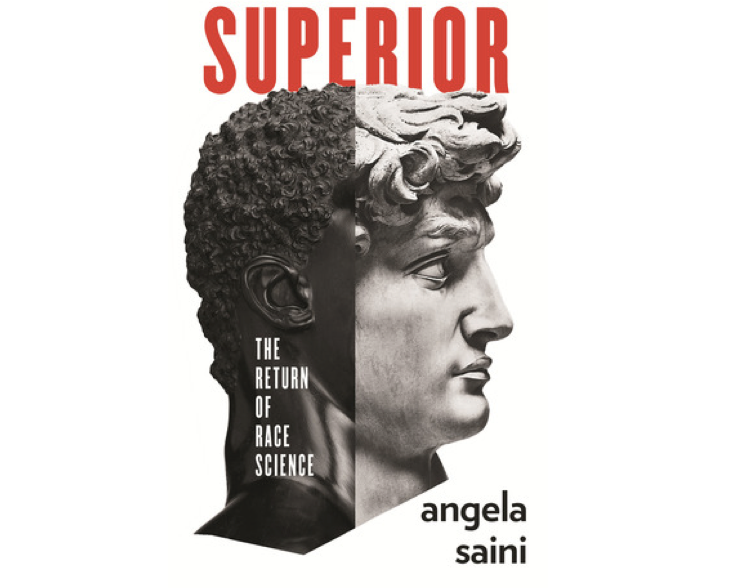 SUPERIOR
THE
RETURN
OF
RACE
SCIENCE
angela
saini